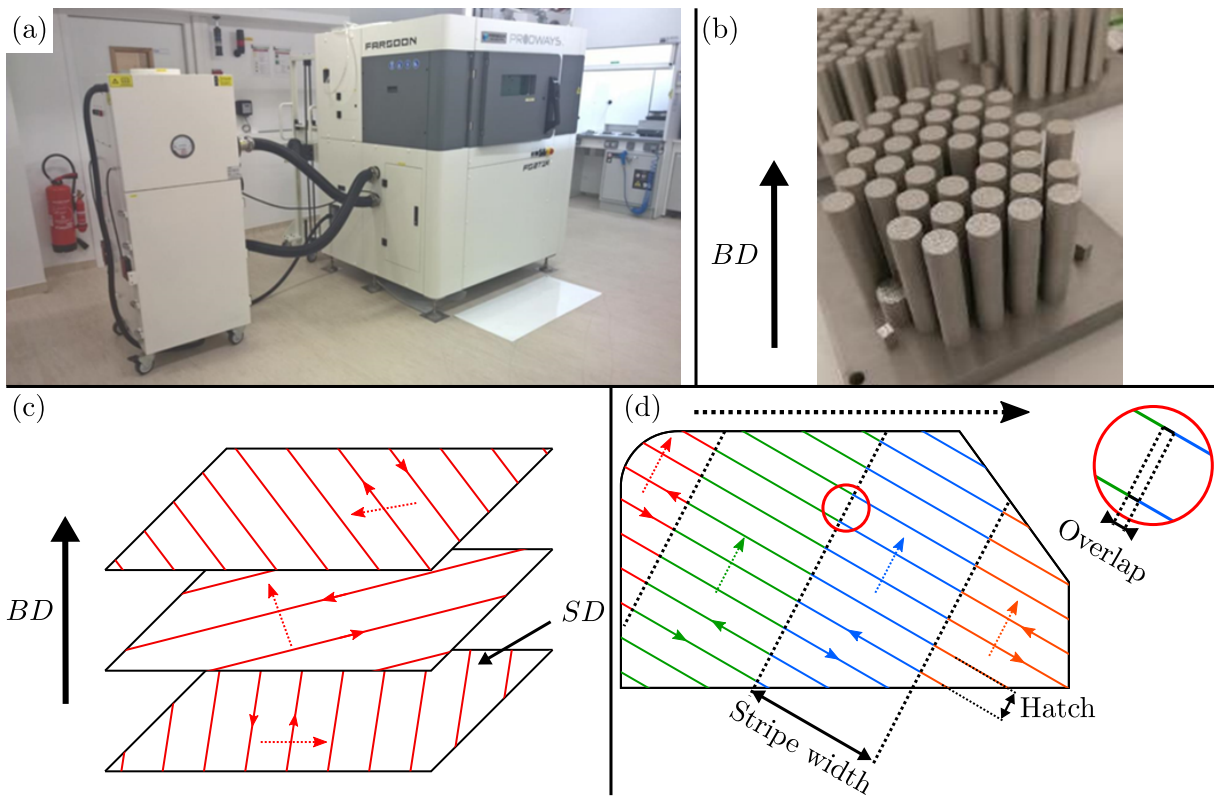 (a)
FARSOON
PRODWAYS
(b)
BD
(c)
BD
SD
(d)
Overlap
Hatch
Stripe width